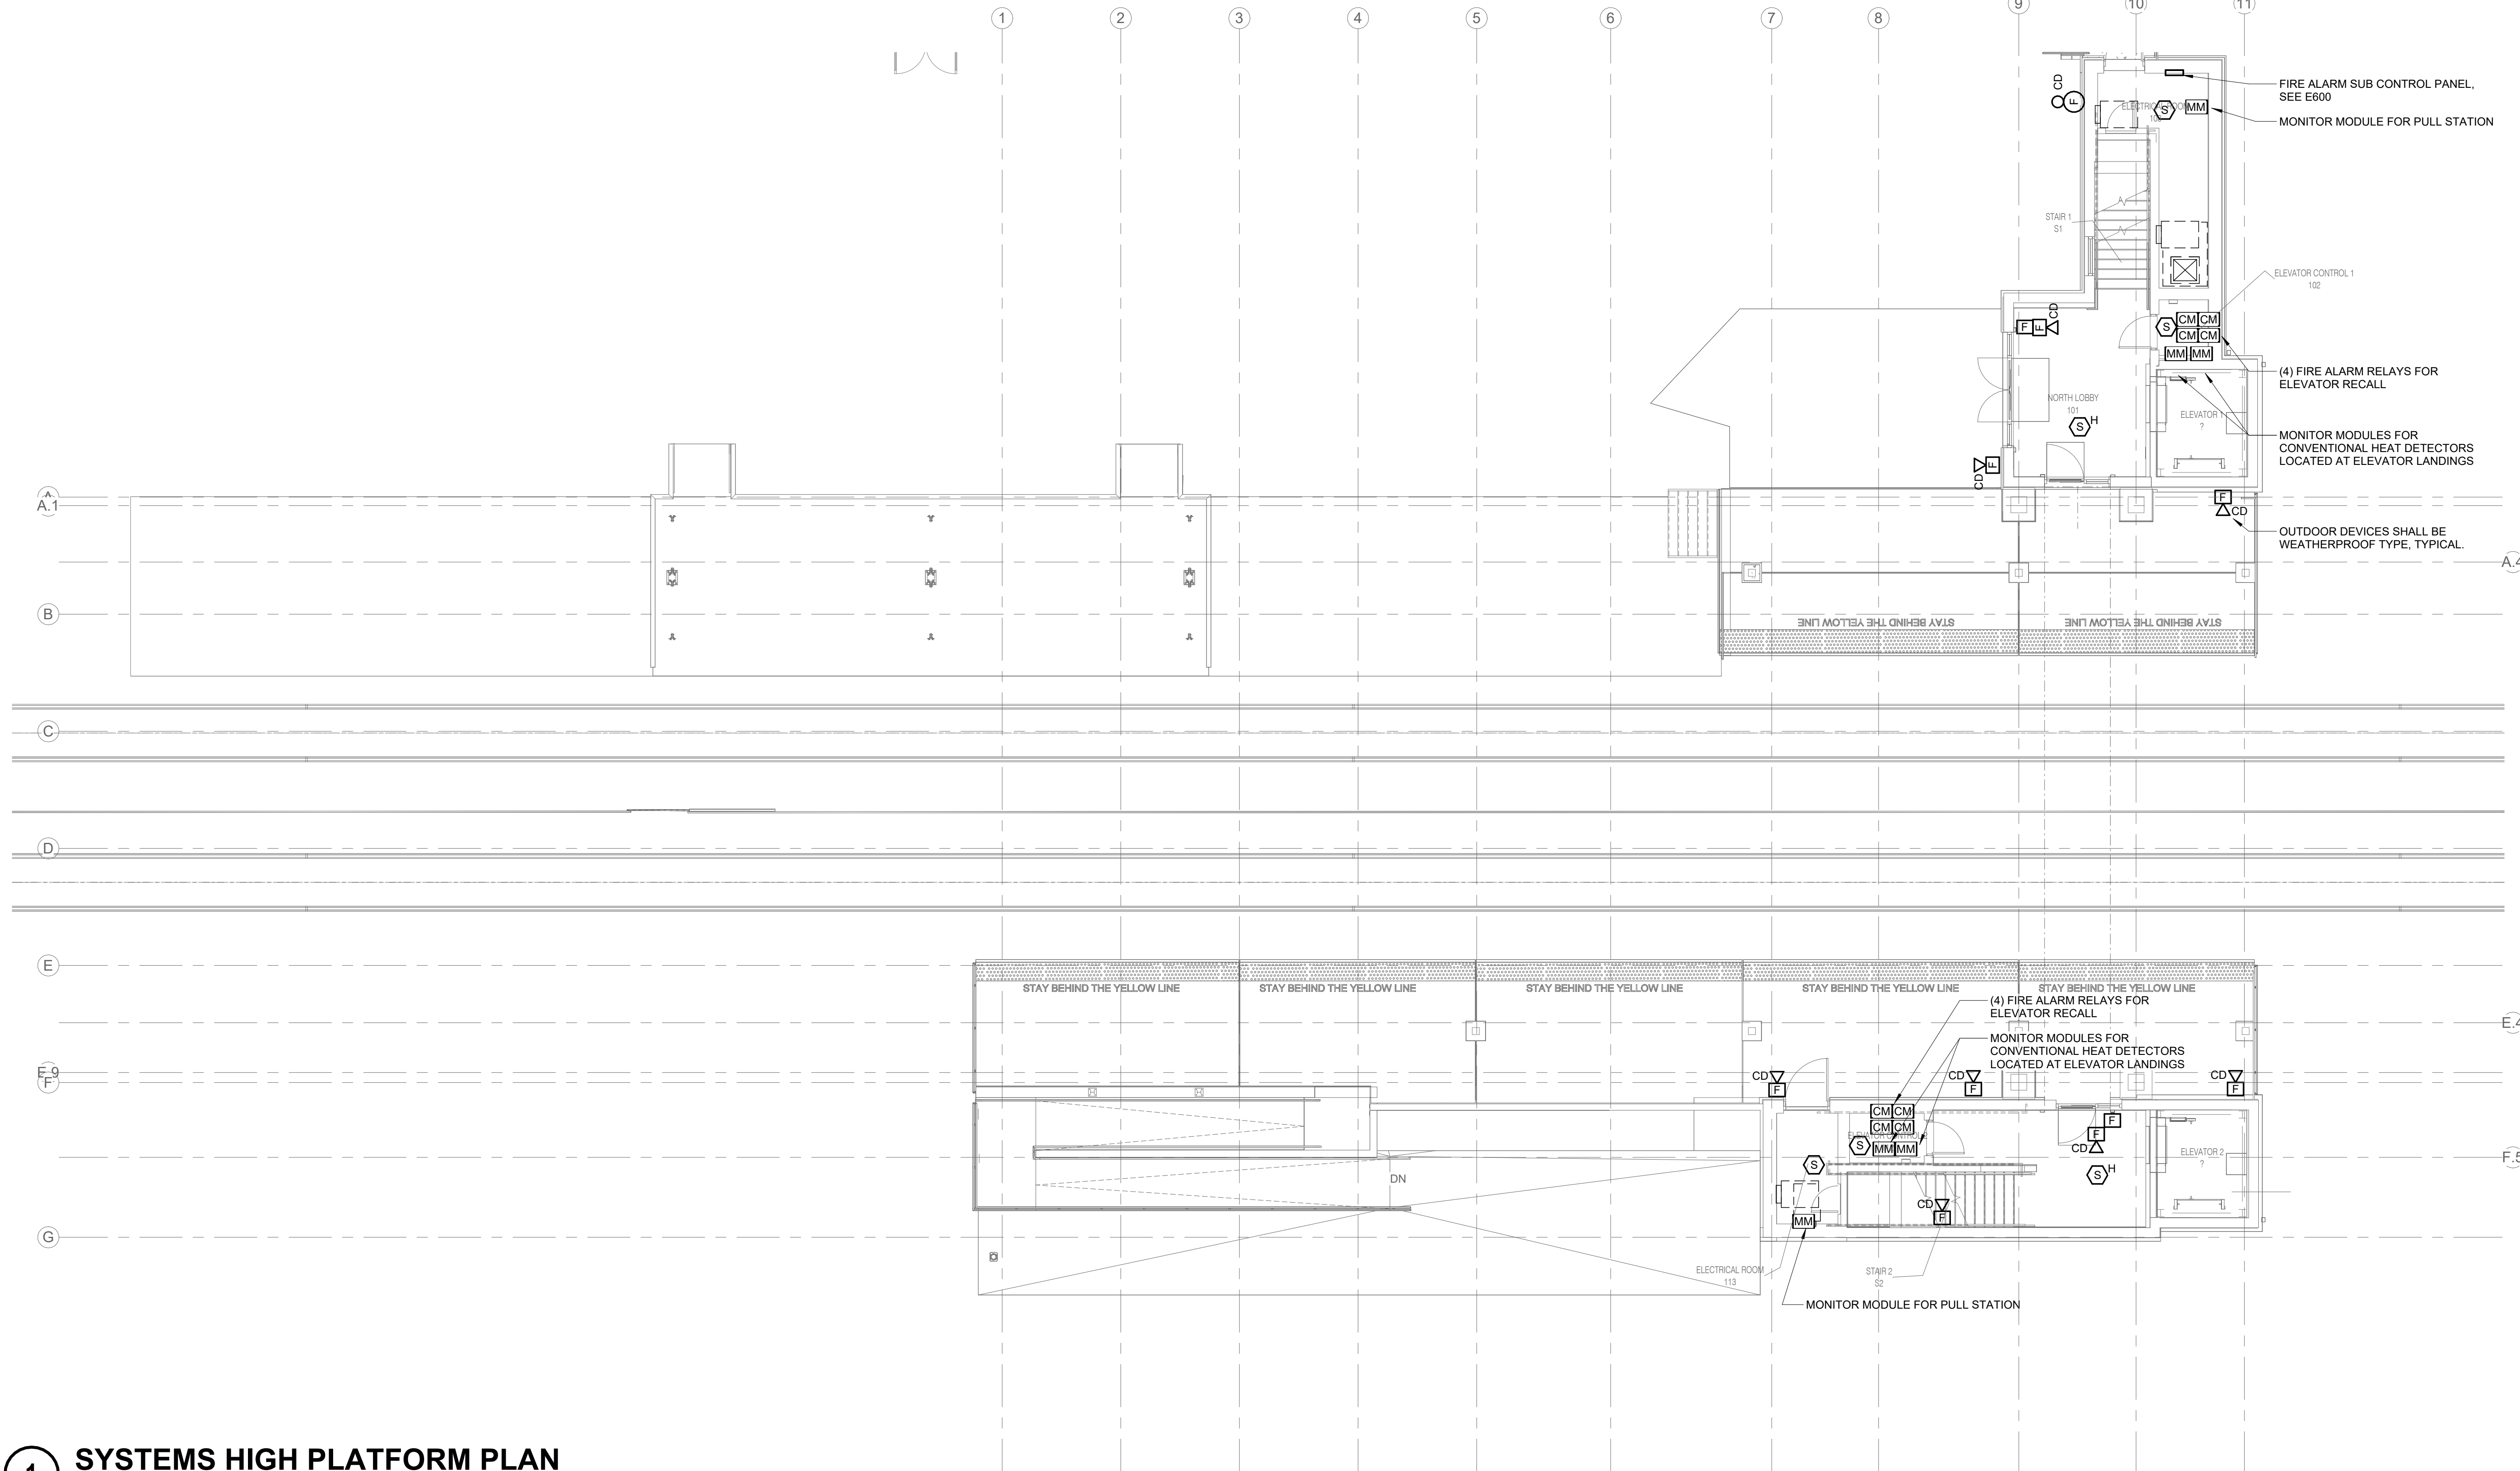 1
2
3
4
5
6
7
8
9
10
11
CD
F
FIRE ALARM SUB CONTROL PANEL,
SEE E600
ELECTRICAL ROOM
S
MM
MONITOR MODULE FOR PULL STATION
STAIR 1
S1
ELEVATOR CONTROL 1
102
CD
F
F
S
CM
CM
CM
CM
MM
MM
(4) FIRE ALARM RELAYS FOR
ELEVATOR RECALL
NORTH LOBBY
101
S
H
ELEVATOR 1
?
MONITOR MODULES FOR
CONVENTIONAL HEAT DETECTORS
LOCATED AT ELEVATOR LANDINGS
CD
F
A
A.1
F
CD
OUTDOOR DEVICES SHALL BE
WEATHERPROOF TYPE, TYPICAL.
A.4
B
STAY BEHIND THE YELLOW LINE
STAY BEHIND THE YELLOW LINE
C
D
E
STAY BEHIND THE YELLOW LINE
STAY BEHIND THE YELLOW LINE
STAY BEHIND THE YELLOW LINE
STAY BEHIND THE YELLOW LINE
STAY BEHIND THE YELLOW LINE
(4) FIRE ALARM RELAYS FOR
ELEVATOR RECALL
E.4
MONITOR MODULES FOR
CONVENTIONAL HEAT DETECTORS
LOCATED AT ELEVATOR LANDINGS
E.9
F
CD
F
CD
F
CD
F
CM
CM
CM
CM
ELEVATOR CONTROL
S
MM
MM
F
F
CD
ELEVATOR 2
?
F.5
S
S
H
DN
CD
F
MM
G
ELECTRICAL ROOM
113
STAIR 2
S2
MONITOR MODULE FOR PULL STATION
1
SYSTEMS HIGH PLATFORM PLAN